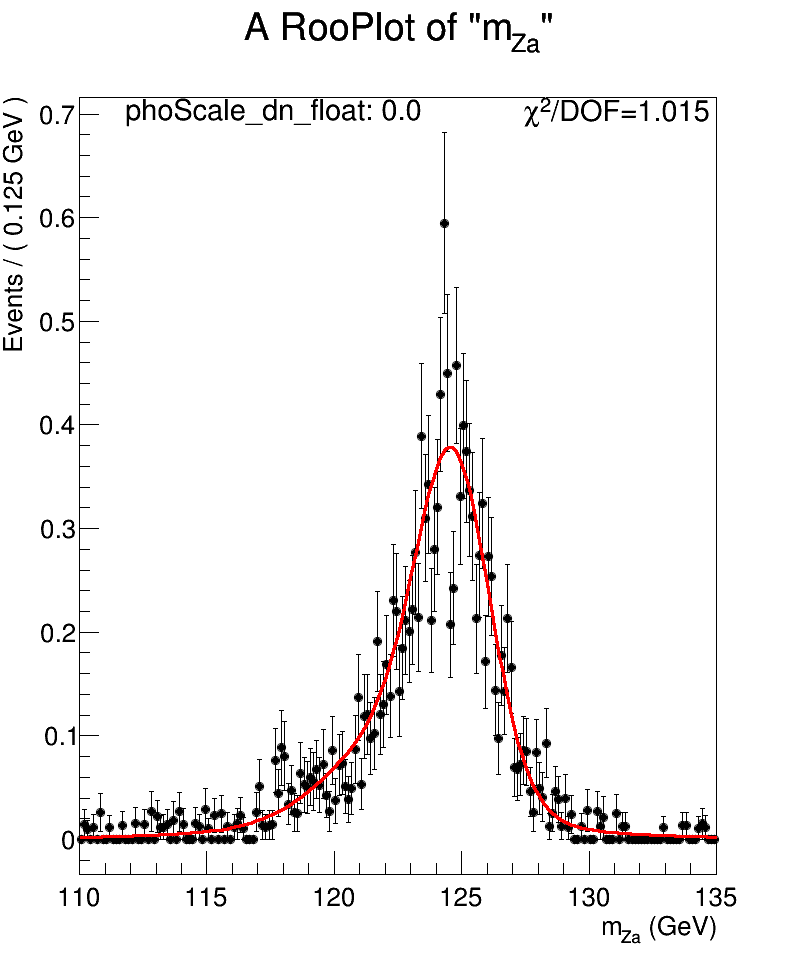 A RooPlot of "m_Za"
phoScale_dn_float: 0.0
χ²/DOF=1.015
Events / ( 0.125 GeV )
0.7
0.6
0.5
0.4
0.3
0.2
0.1
0
110 115 120 125 130 135
m_Za (GeV)